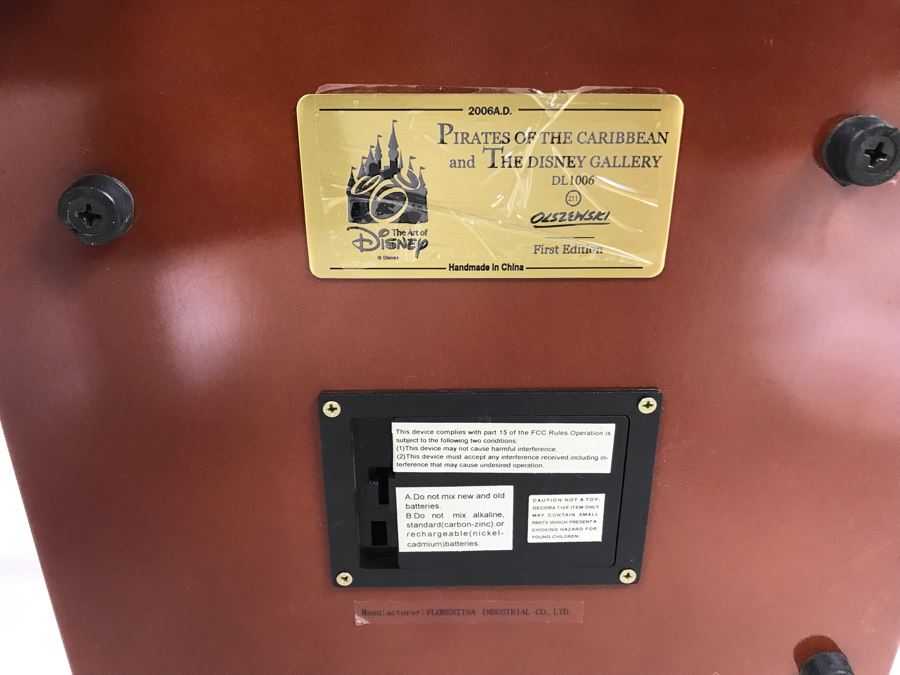 2006A.D.
PIRATES OF THE CARIBBEAN
and THE DISNEY GALLERY
DL1006
211
OLSZEWSKI
First Edition
The Art of
DISNEY
© Disney
Handmade in China
This device complies with part 15 of the FCC Rules.Operation is
subject to the following two conditions:
(1)This device may not cause harmful interference.
(2)This device must accept any interference received,including in-
terference that may cause undesired operation.
A.Do not mix new and old
batteries.
B.Do not mix alkaline,
standard(carbon-zinc).or
rechargeable(nickel-
cadmium)batteries.
CAUTION-NOT A TOY:
DECORATIVE ITEM ONLY
MAY CONTAIN SMALL
PARTS WHICH PRESENT A
CHOKING HAZARD FOR
YOUNG CHILDREN.
Manufacturer:FLORENTISA INDUSTRIAL CO.,LTD.